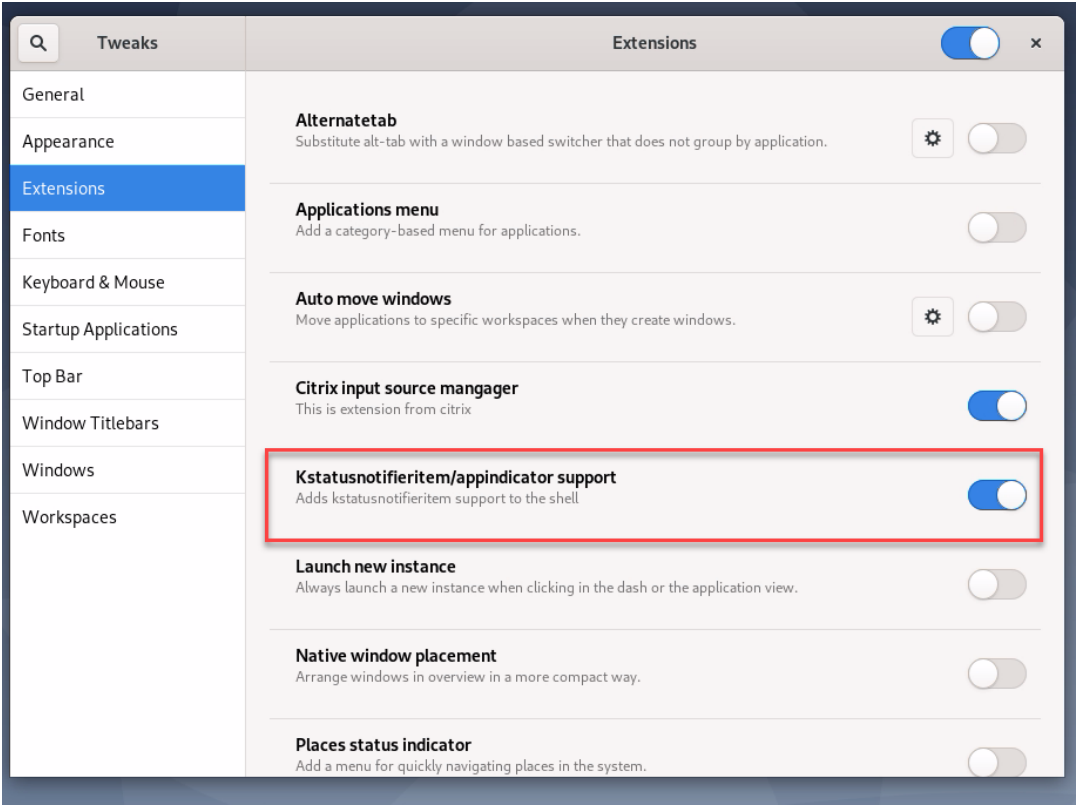 Tweaks
Extensions
General
Appearance
Extensions
Fonts
Keyboard & Mouse
Startup Applications
Top Bar
Window Titlebars
Windows
Workspaces
Alternatetab
Substitute alt-tab with a window based switcher that does not group by application.
Applications menu
Add a category-based menu for applications.
Auto move windows
Move applications to specific workspaces when they create windows.
Citrix input source mangager
This is extension from citrix
Kstatusnotifieritem/appindicator support
Adds kstatusnotifieritem support to the shell
Launch new instance
Always launch a new instance when clicking in the dash or the application view.
Native window placement
Arrange windows in overview in a more compact way.
Places status indicator
Add a menu for quickly navigating places in the system.